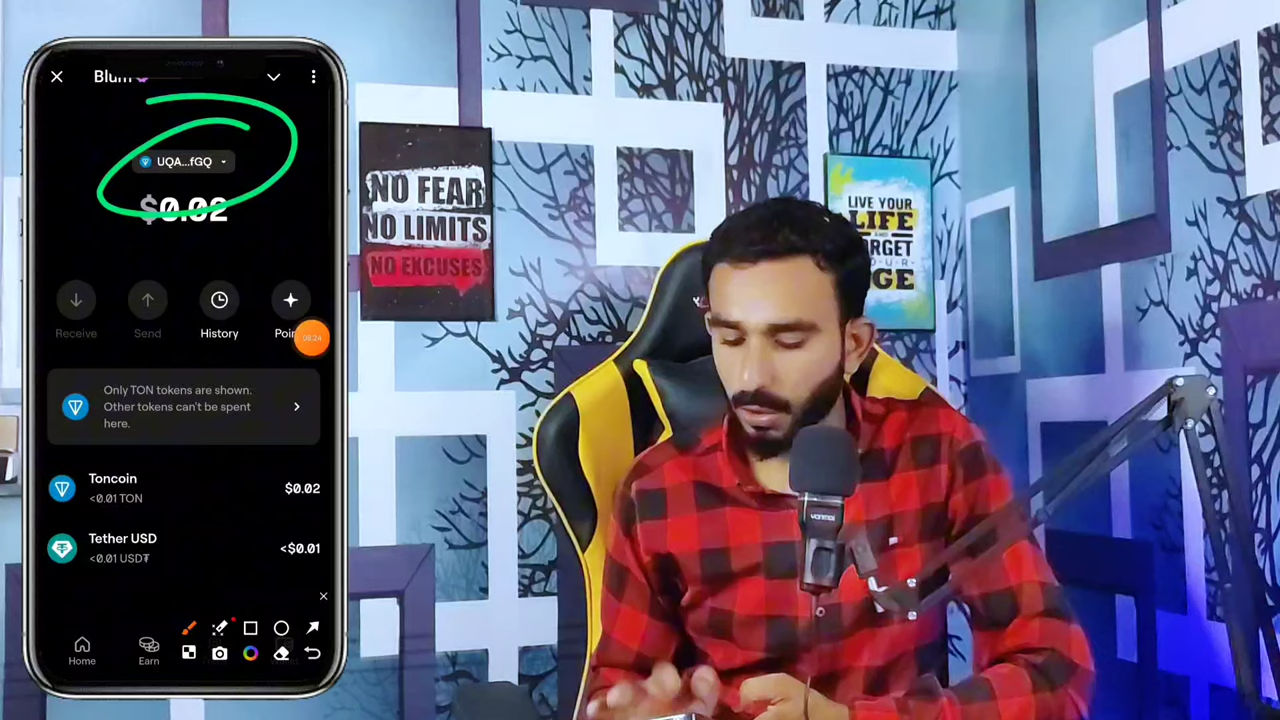 Blum
UQA...fGQ
$0.02
Receive
Send
History
08:24
Only TON tokens are shown.
Other tokens can't be spent
here.
Toncoin
<0.01 TON
$0.02
Tether USD
<0.01 USD₮
<$0.01
Home
Earn
NO FEAR
NO LIMITS
NO EXCUSES
LIVE YOUR
LIFE